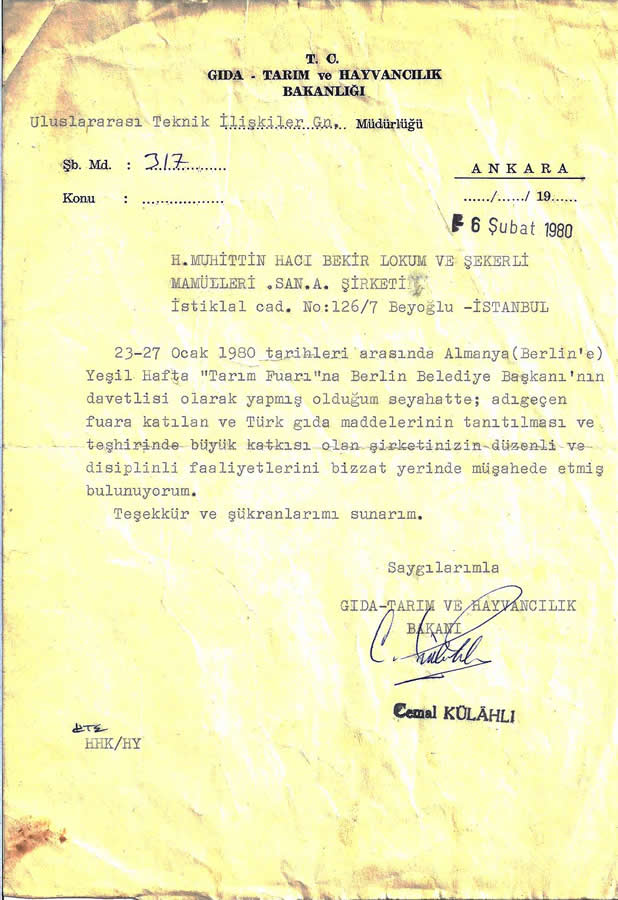 T. C.
GIDA - TARIM ve HAYVANCILIK
BAKANLIĞI
Uluslararası Teknik İlişkiler Gn. Müdürlüğü
Şb. Md. : 317
Konu : ..................
ANKARA
....../....../ 19......
6 Şubat 1980
H.MUHİTTİN HACI BEKİR LOKUM VE ŞEKERLİ
MAMÜLLERİ .SAN.A. ŞİRKETİ
İstiklal cad. No:126/7 Beyoğlu -İSTANBUL
23-27 Ocak 1980 tarihleri arasında Almanya(Berlin'e)
Yeşil Hafta "Tarım Fuarı"na Berlin Belediye Başkanı'nın
davetlisi olarak yapmış olduğum seyahatte; adıgeçen
fuara katılan ve Türk gıda maddelerinin tanıtılması ve
teşhirinde büyük katkısı olan şirketinizin düzenli ve
disiplinli faaliyetlerini bizzat yerinde müşahede etmiş
bulunuyorum.
Teşekkür ve şükranlarımı sunarım.
Saygılarımla
GIDA-TARIM VE HAYVANCILIK
BAKANI
Cemal KÜLÂHLI
HHK/HY